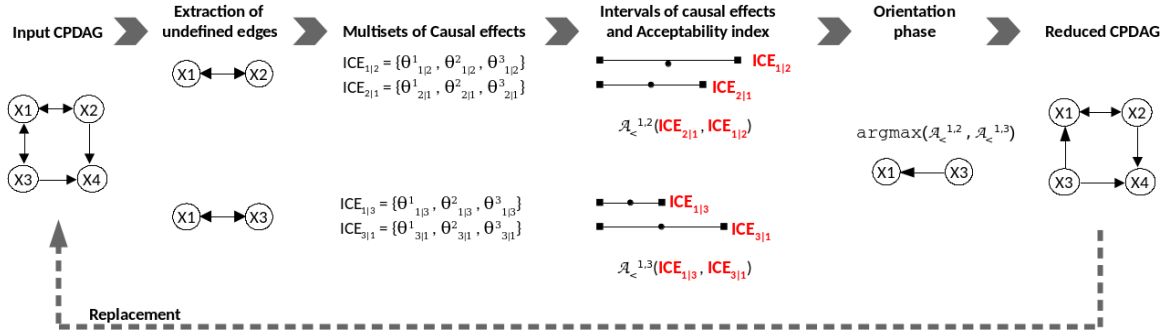 Input CPDAG
Extraction of
undefined edges
Multisets of Causal effects
Intervals of causal effects
and Acceptability index
Orientation
phase
Reduced CPDAG
X1 X2
X3 X4
X1 X2
X1 X3
ICE₁|₂ = {Θ¹₁|₂ , Θ²₁|₂ , Θ³₁|₂}
ICE₂|₁ = {Θ¹₂|₁ , Θ²₂|₁ , Θ³₂|₁}
ICE₁|₃ = {Θ¹₁|₃ , Θ²₁|₃ , Θ³₁|₃}
ICE₃|₁ = {Θ¹₃|₁ , Θ²₃|₁ , Θ³₃|₁}
ICE₁|₂
ICE₂|₁
𝒜<¹,²(ICE₂|₁ , ICE₁|₂)
ICE₁|₃
ICE₃|₁
𝒜<¹,³(ICE₁|₃ , ICE₃|₁)
argmax(𝒜<¹,² , 𝒜<¹,³)
X1 X3
X1 X2
X3 X4
Replacement